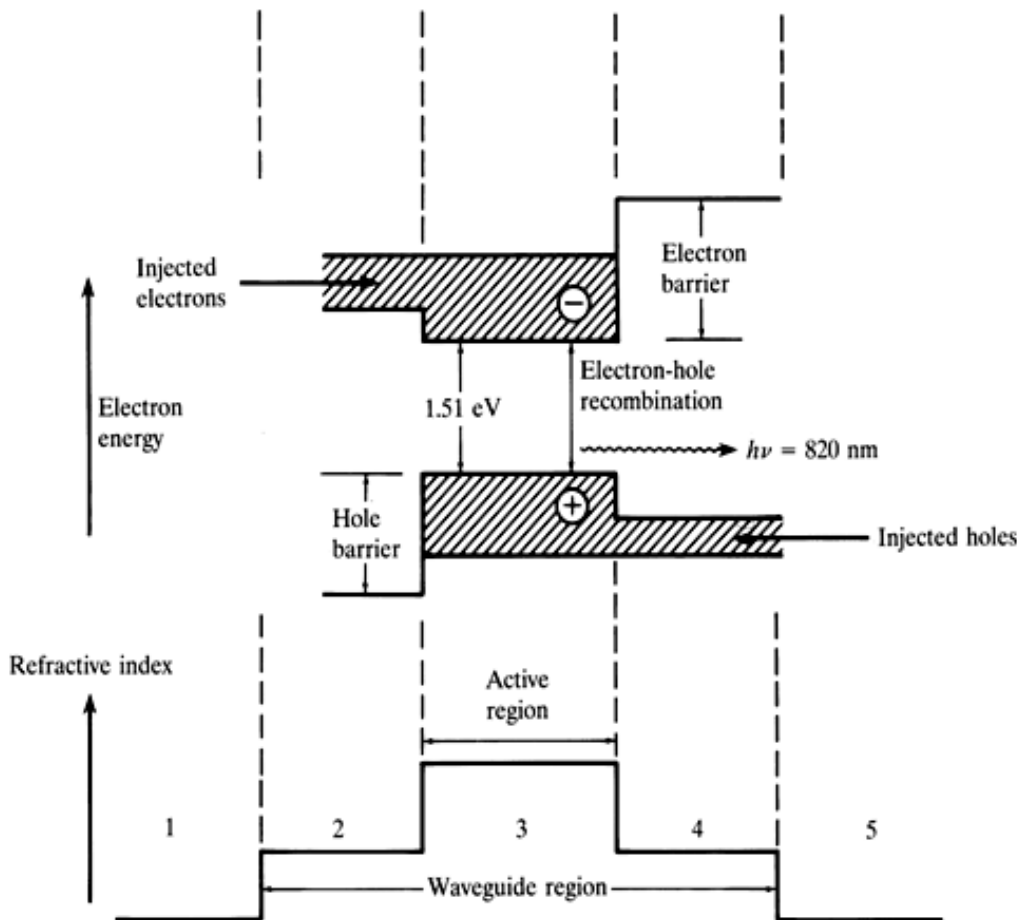 Injected
electrons
Electron
barrier
Electron-hole
recombination
1.51 eV
Electron
energy
hν = 820 nm
Hole
barrier
Injected holes
Refractive index
Active
region
1
2
3
4
5
Waveguide region